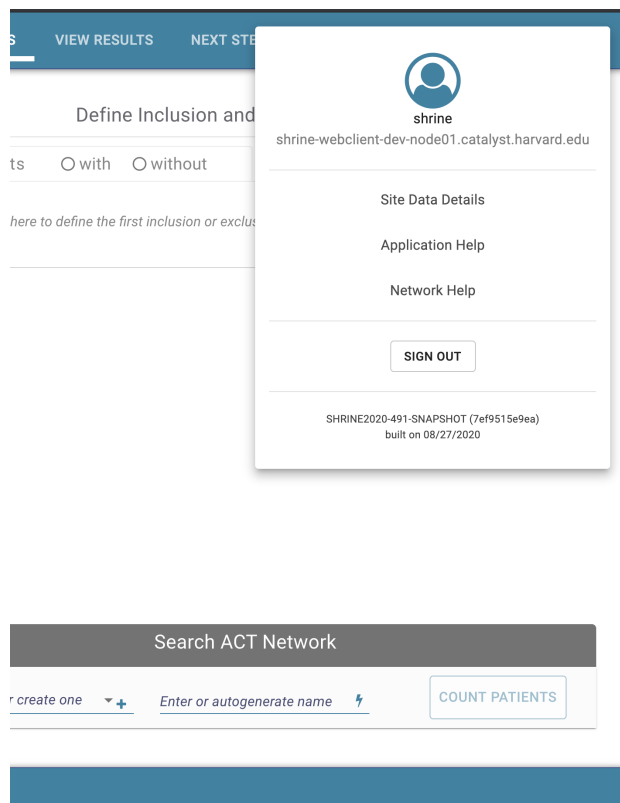 S VIEW RESULTS NEXT STE
shrine
shrine-webclient-dev-node01.catalyst.harvard.edu
Define Inclusion and
ts with without
here to define the first inclusion or exclus
Site Data Details
Application Help
Network Help
SIGN OUT
SHRINE2020-491-SNAPSHOT (7ef9515e9ea)
built on 08/27/2020
Search ACT Network
r create one Enter or autogenerate name COUNT PATIENTS